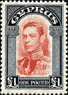 CYPRUS
£1 £1
ONE POUND